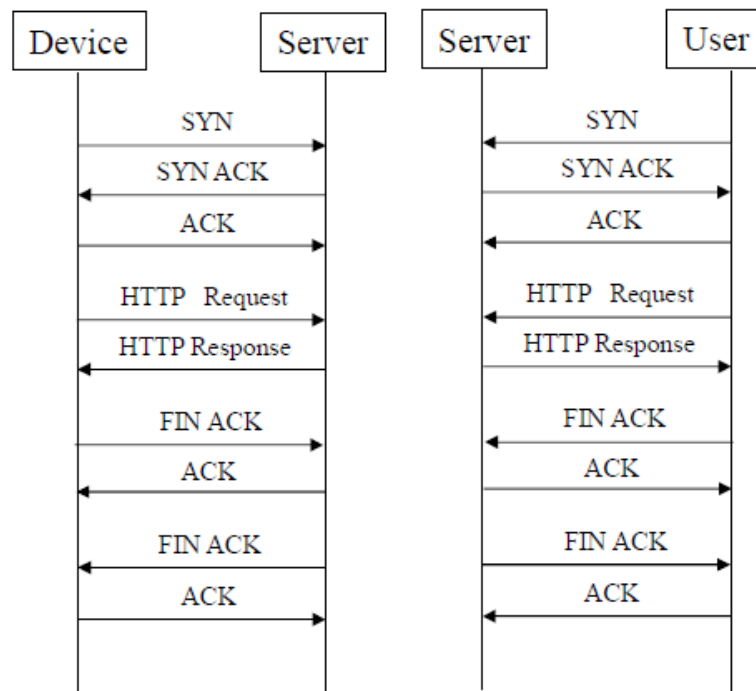 Device Server Server User
SYN SYN
SYN ACK SYN ACK
ACK ACK
HTTP Request HTTP Request
HTTP Response HTTP Response
FIN ACK FIN ACK
ACK ACK
FIN ACK FIN ACK
ACK ACK